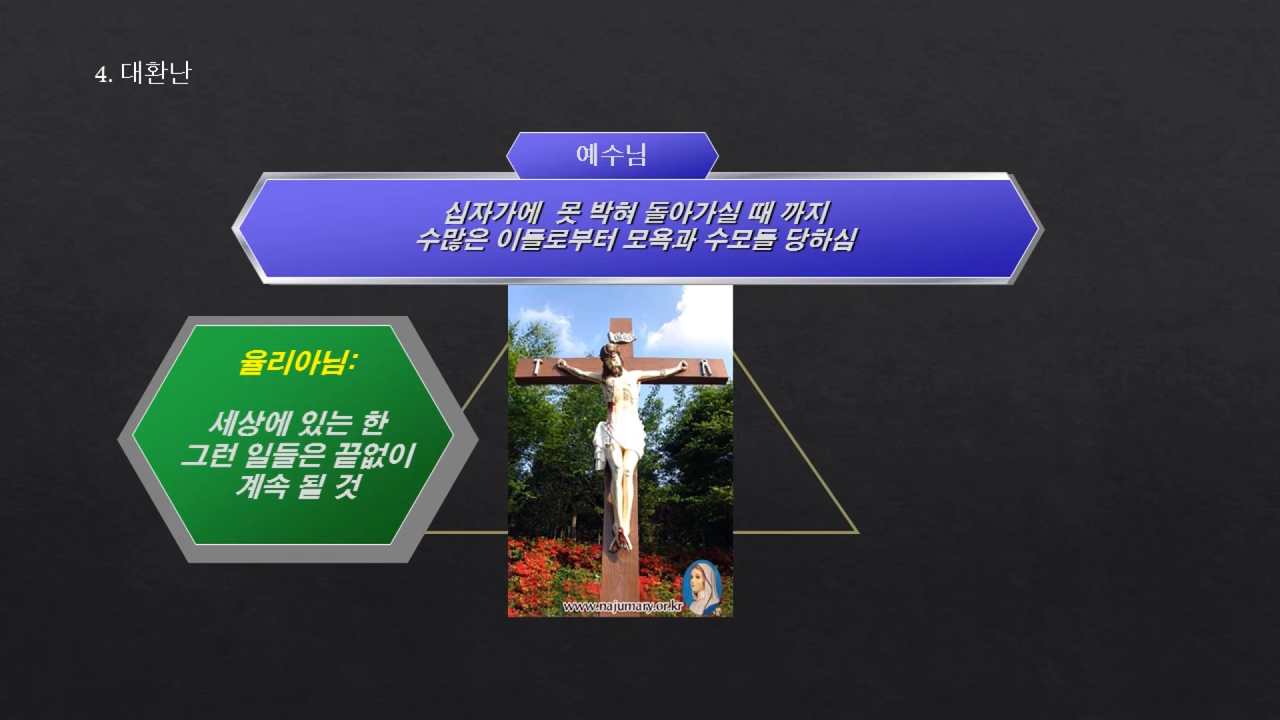 4. 대환난
예수님
십자가에 못 박혀 돌아가실 때 까지
수많은 이들로부터 모욕과 수모들 당하심
율리아님:
세상에 있는 한
그런 일들은 끝없이
계속 될 것
I
R
www.najumary.or.kr